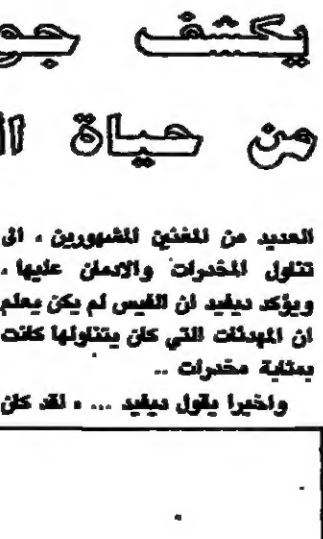 يكشف جو
من حياة ال
العديد من المغنين المشهورين ، الى
تناول المخدرات والادمان عليها ،
ويؤكد ديفيد ان الفيس لم يكن يعلم
ان المهدئات التي كان يتناولها كانت
بمثابة مخدرات ..
واخيرا يقول ديفيد ... « لقد كان